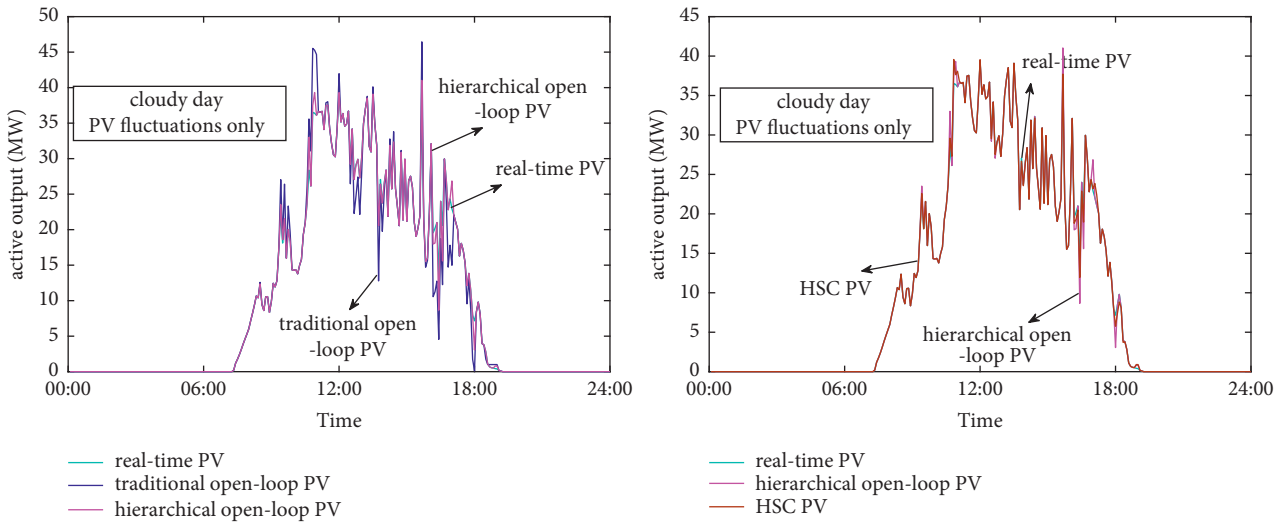 50
45
40
35
30
25
20
15
10
5
0
active output (MW)
cloudy day
PV fluctuations only
hierarchical open
-loop PV
real-time PV
traditional open
-loop PV
00:00 06:00 12:00 18:00 24:00
Time
real-time PV
traditional open-loop PV
hierarchical open-loop PV
45
40
35
30
25
20
15
10
5
0
active output (MW)
cloudy day
PV fluctuations only
real-time PV
HSC PV
hierarchical open
-loop PV
00:00 06:00 12:00 18:00 24:00
Time
real-time PV
hierarchical open-loop PV
HSC PV